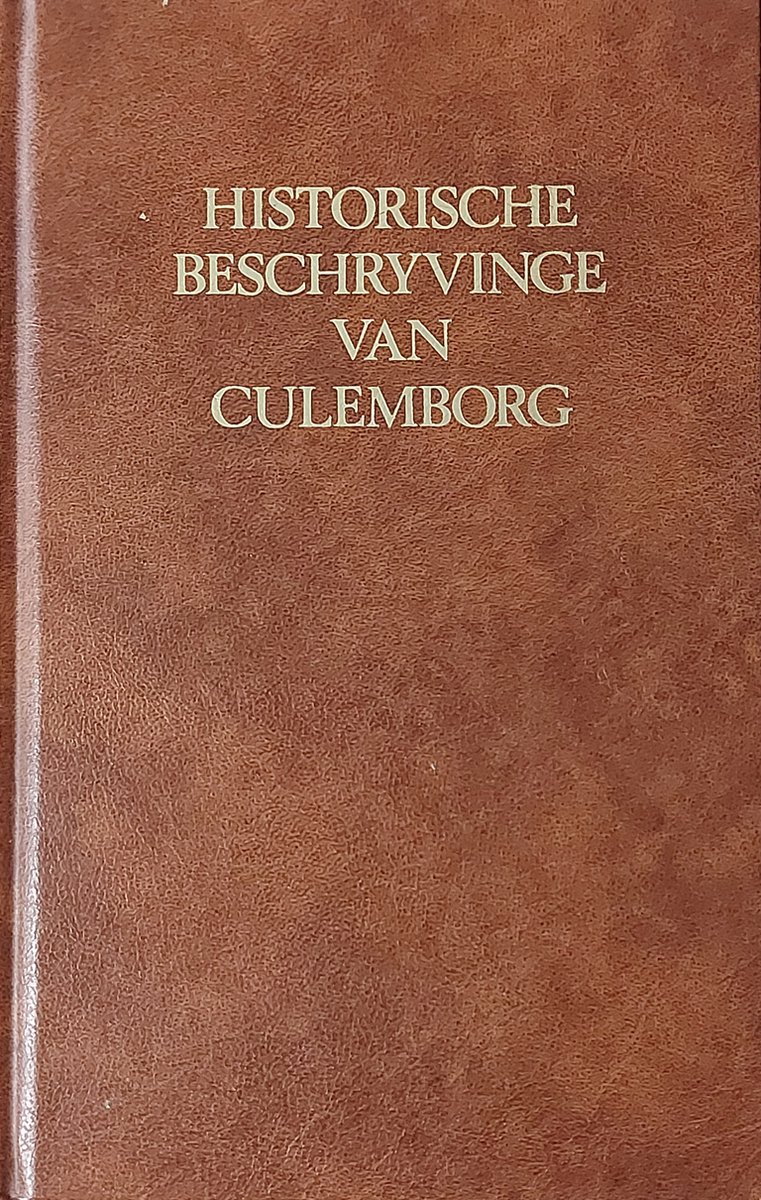 HISTORISCHE
BESCHRYVINGE
VAN
CULEMBORG